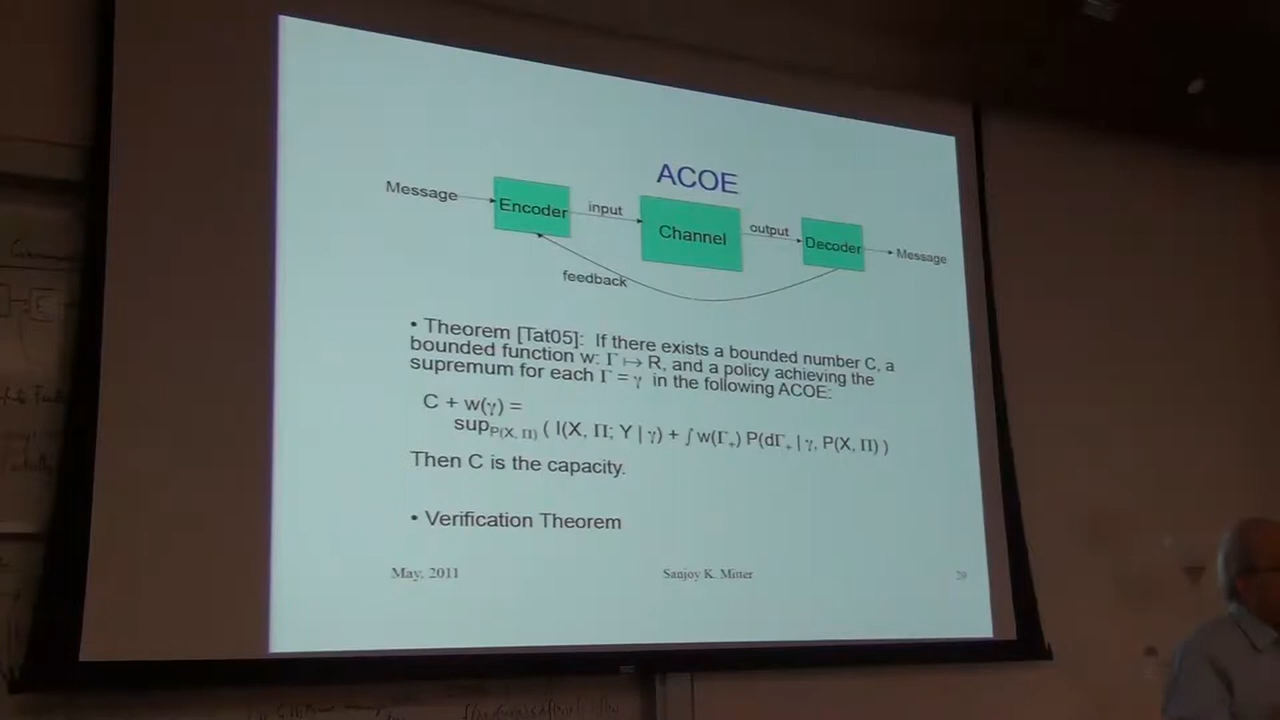 ACOE
Message
Encoder
input
Channel
output
Decoder
Message
feedback
• Theorem [Tat05]: If there exists a bounded number C, a
bounded function w: Γ ↦ R, and a policy achieving the
supremum for each Γ = γ in the following ACOE:
C + w(γ) =
sup_P(X, Π) ( I(X, Π; Y | γ) + ∫ w(Γ₊) P(dΓ₊ | γ, P(X, Π) )
Then C is the capacity.
• Verification Theorem
May, 2011
Sanjoy K. Mitter
29